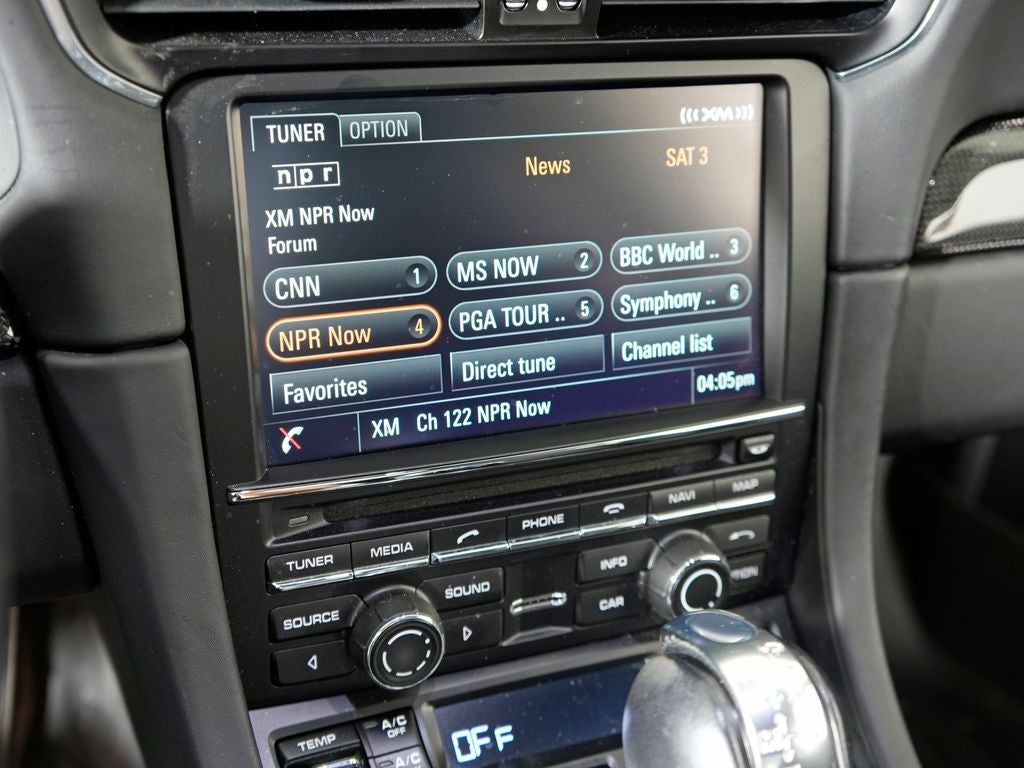 TUNER OPTION (((XM)))
npr News SAT 3
XM NPR Now
Forum
CNN 1 MS NOW 2 BBC World .. 3
NPR Now 4 PGA TOUR .. 5 Symphony .. 6
Favorites Direct tune Channel list
XM Ch 122 NPR Now 04:05pm
TUNER MEDIA PHONE NAVI MAP
SOURCE SOUND INFO
CAR
TEMP A/C OFF
A/C
OFF